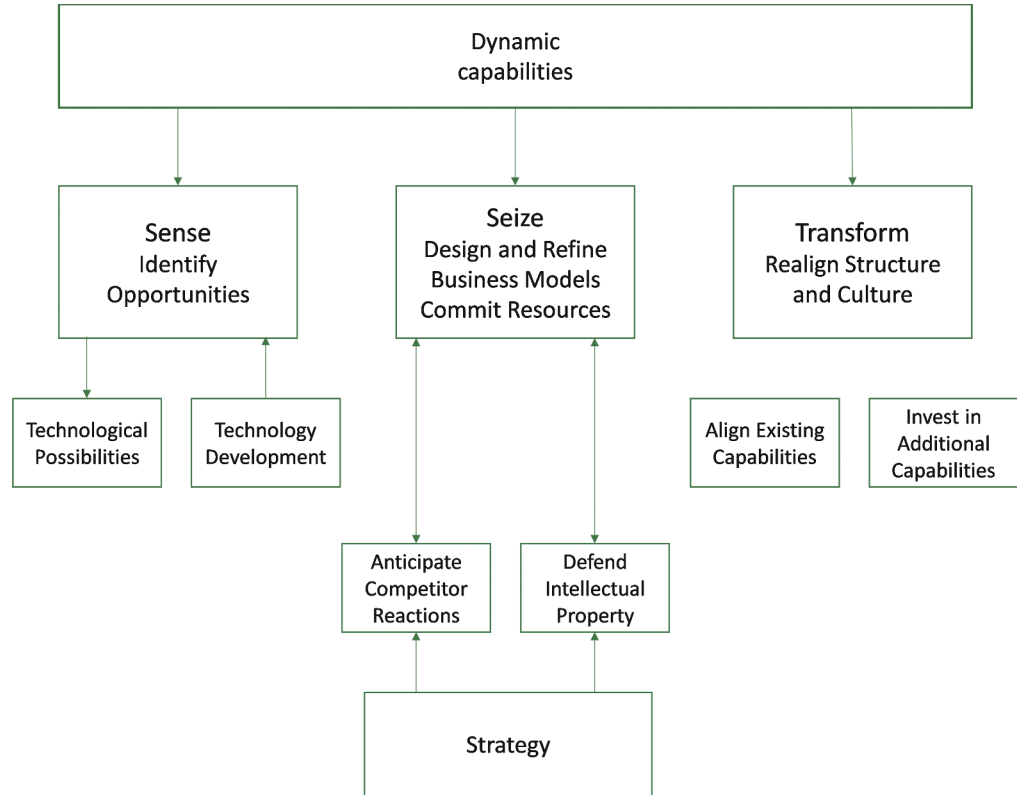 Dynamic
capabilities
Sense
Identify
Opportunities
Seize
Design and Refine
Business Models
Commit Resources
Transform
Realign Structure
and Culture
Technological
Possibilities
Technology
Development
Align Existing
Capabilities
Invest in
Additional
Capabilities
Anticipate
Competitor
Reactions
Defend
Intellectual
Property
Strategy